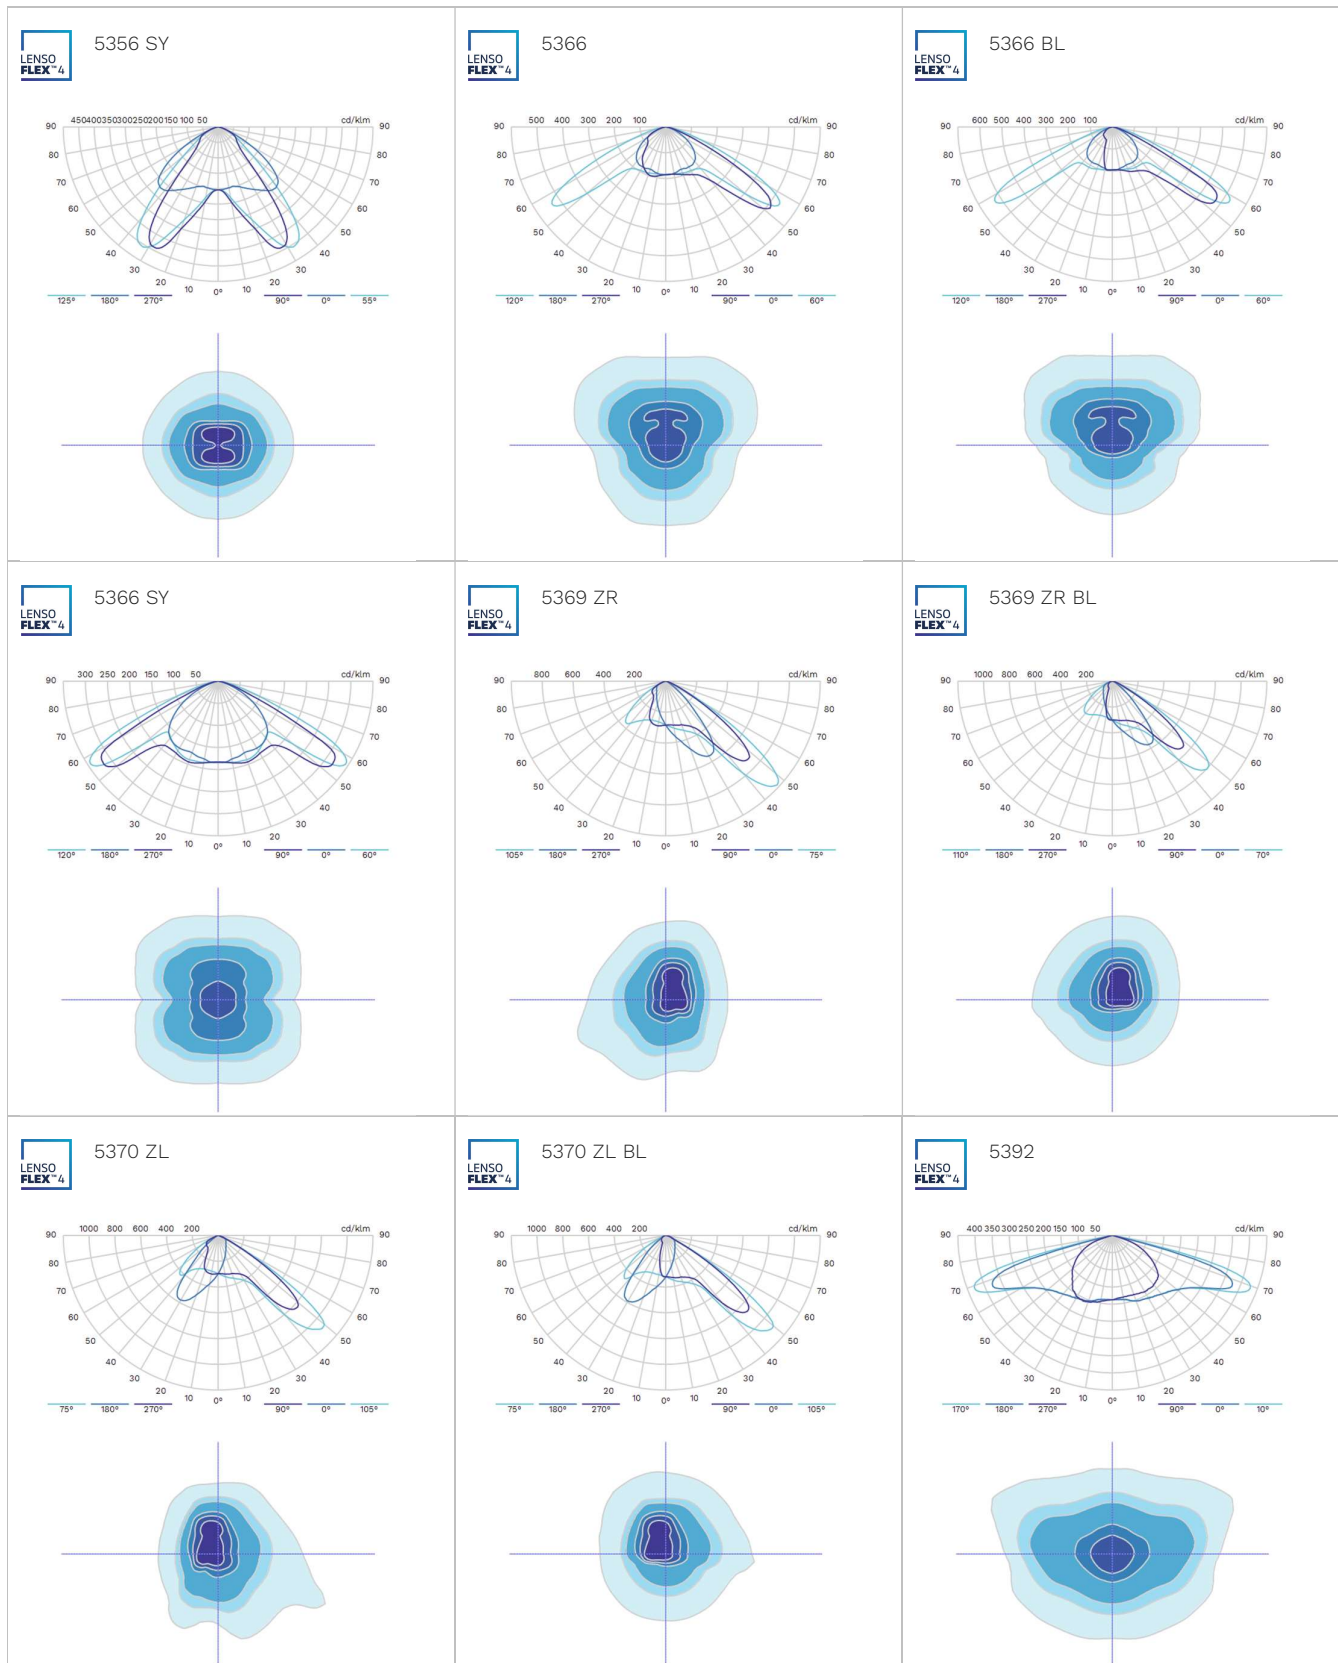 LENSO
FLEX™4
5356 SY
90 450400350300250200150 100 50 cd/klm 90
80 80
70 70
60 60
50 50
40 40
30 30
20 10 0° 10 20
125° 180° 270° 90° 0° 55°
LENSO
FLEX™4
5366
90 500 400 300 200 100 cd/klm 90
80 80
70 70
60 60
50 50
40 40
30 30
20 10 0° 10 20
120° 180° 270° 90° 0° 60°
LENSO
FLEX™4
5366 BL
90 600 500 400 300 200 100 cd/klm 90
80 80
70 70
60 60
50 50
40 40
30 30
20 10 0° 10 20
120° 180° 270° 90° 0° 60°
LENSO
FLEX™4
5366 SY
90 300 250 200 150 100 50 cd/klm 90
80 80
70 70
60 60
50 50
40 40
30 30
20 10 0° 10 20
120° 180° 270° 90° 0° 60°
LENSO
FLEX™4
5369 ZR
90 800 600 400 200 cd/klm 90
80 80
70 70
60 60
50 50
40 40
30 30
20 10 0° 10 20
105° 180° 270° 90° 0° 75°
LENSO
FLEX™4
5369 ZR BL
90 1000 800 600 400 200 cd/klm 90
80 80
70 70
60 60
50 50
40 40
30 30
20 10 0° 10 20
110° 180° 270° 90° 0° 70°
LENSO
FLEX™4
5370 ZL
90 1000 800 600 400 200 cd/klm 90
80 80
70 70
60 60
50 50
40 40
30 30
20 10 0° 10 20
75° 180° 270° 90° 0° 105°
LENSO
FLEX™4
5370 ZL BL
90 1000 800 600 400 200 cd/klm 90
80 80
70 70
60 60
50 50
40 40
30 30
20 10 0° 10 20
75° 180° 270° 90° 0° 105°
LENSO
FLEX™4
5392
90 400 350 300 250 200 150 100 50 cd/klm 90
80 80
70 70
60 60
50 50
40 40
30 30
20 10 0° 10 20
170° 180° 270° 90° 0° 10°